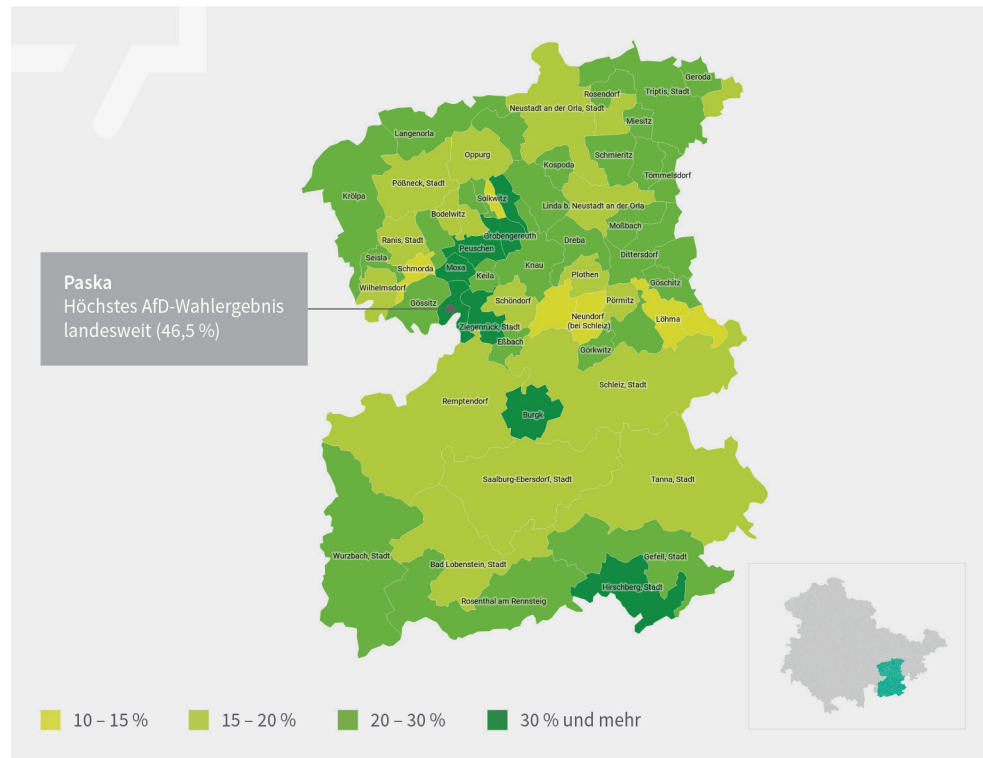 Geroda
Rosendorf
Triptis, Stadt
Neustadt an der Orla, Stadt
Miesitz
Langenorla
Oppurg
Schmieritz
Kospoda
Tömmelsdorf
Pößneck, Stadt
Krölpa
Solkwitz
Linda b. Neustadt an der Orla
Bodelwitz
Moßbach
Grobengereuth
Ranis, Stadt
Dreba
Peuschen
Dittersdorf
Seisla
Schmorda
Moxa
Knau
Keila
Plothen
Göschitz
Wilhelmsdorf
Gössitz
Schöndorf
Pörmitz
Paska
Höchstes AfD-Wahlergebnis
landesweit (46,5 %)
Neundorf
(bei Schleiz)
Löhma
Ziegenrück, Stadt
Eßbach
Görkwitz
Schleiz, Stadt
Remptendorf
Burgk
Saalburg-Ebersdorf, Stadt
Tanna, Stadt
Wurzbach, Stadt
Gefell, Stadt
Bad Lobenstein, Stadt
Hirschberg, Stadt
Rosenthal am Rennsteig
10 – 15 %
15 – 20 %
20 – 30 %
30 % und mehr